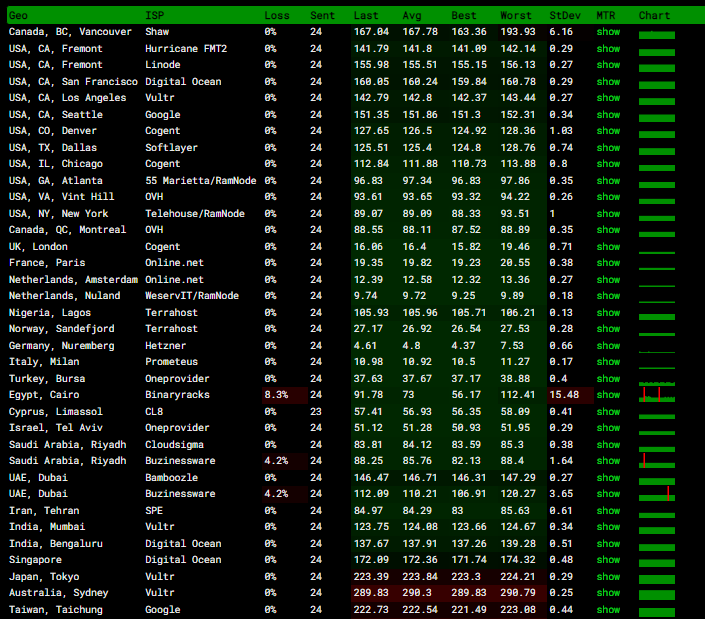 Geo ISP Loss Sent Last Avg Best Worst StDev MTR Chart
Canada, BC, Vancouver Shaw 0% 24 167.04 167.78 163.36 193.93 6.16 show
USA, CA, Fremont Hurricane FMT2 0% 24 141.79 141.8 141.09 142.14 0.29 show
USA, CA, Fremont Linode 0% 24 155.98 155.51 155.15 156.13 0.27 show
USA, CA, San Francisco Digital Ocean 0% 24 160.05 160.24 159.84 160.78 0.29 show
USA, CA, Los Angeles Vultr 0% 24 142.79 142.8 142.37 143.44 0.27 show
USA, CA, Seattle Google 0% 24 151.35 151.86 151.3 152.31 0.34 show
USA, CO, Denver Cogent 0% 24 127.65 126.5 124.92 128.36 1.03 show
USA, TX, Dallas Softlayer 0% 24 125.51 125.4 124.8 128.76 0.74 show
USA, IL, Chicago Cogent 0% 24 112.84 111.88 110.73 113.88 0.8 show
USA, GA, Atlanta 55 Marietta/RamNode 0% 24 96.83 97.34 96.83 97.86 0.35 show
USA, VA, Vint Hill OVH 0% 24 93.61 93.65 93.32 94.22 0.26 show
USA, NY, New York Telehouse/RamNode 0% 24 89.07 89.09 88.33 93.51 1 show
Canada, QC, Montreal OVH 0% 24 88.55 88.11 87.52 88.89 0.35 show
UK, London Cogent 0% 24 16.06 16.4 15.82 19.46 0.71 show
France, Paris Online.net 0% 24 19.35 19.82 19.23 20.55 0.38 show
Netherlands, Amsterdam Online.net 0% 24 12.39 12.58 12.32 13.36 0.27 show
Netherlands, Nuland WeservIT/RamNode 0% 24 9.74 9.72 9.25 9.89 0.18 show
Nigeria, Lagos Terrahost 0% 24 105.93 105.96 105.71 106.21 0.13 show
Norway, Sandefjord Terrahost 0% 24 27.17 26.92 26.54 27.53 0.28 show
Germany, Nuremberg Hetzner 0% 24 4.61 4.8 4.37 7.53 0.66 show
Italy, Milan Prometeus 0% 24 10.98 10.92 10.5 11.27 0.17 show
Turkey, Bursa Oneprovider 0% 24 37.63 37.67 37.17 38.88 0.4 show
Egypt, Cairo Binaryracks 8.3% 24 91.78 73 56.17 112.41 15.48 show
Cyprus, Limassol CL8 0% 23 57.41 56.93 56.35 58.09 0.41 show
Israel, Tel Aviv Oneprovider 0% 24 51.12 51.28 50.93 51.95 0.29 show
Saudi Arabia, Riyadh Cloudsigma 0% 24 83.81 84.12 83.59 85.3 0.38 show
Saudi Arabia, Riyadh Buzinessware 4.2% 24 88.25 85.76 82.13 88.4 1.64 show
UAE, Dubai Bamboozle 0% 24 146.47 146.71 146.31 147.29 0.27 show
UAE, Dubai Buzinessware 4.2% 24 112.09 110.21 106.91 120.27 3.65 show
Iran, Tehran SPE 0% 24 84.97 84.29 83 85.63 0.61 show
India, Mumbai Vultr 0% 24 123.75 124.08 123.66 124.67 0.34 show
India, Bengaluru Digital Ocean 0% 24 137.67 137.91 137.26 139.28 0.51 show
Singapore Digital Ocean 0% 24 172.09 172.36 171.74 174.32 0.48 show
Japan, Tokyo Vultr 0% 24 223.39 223.84 223.3 224.21 0.29 show
Australia, Sydney Vultr 0% 24 289.83 290.3 289.83 290.79 0.25 show
Taiwan, Taichung Google 0% 24 222.73 222.54 221.49 223.08 0.44 show